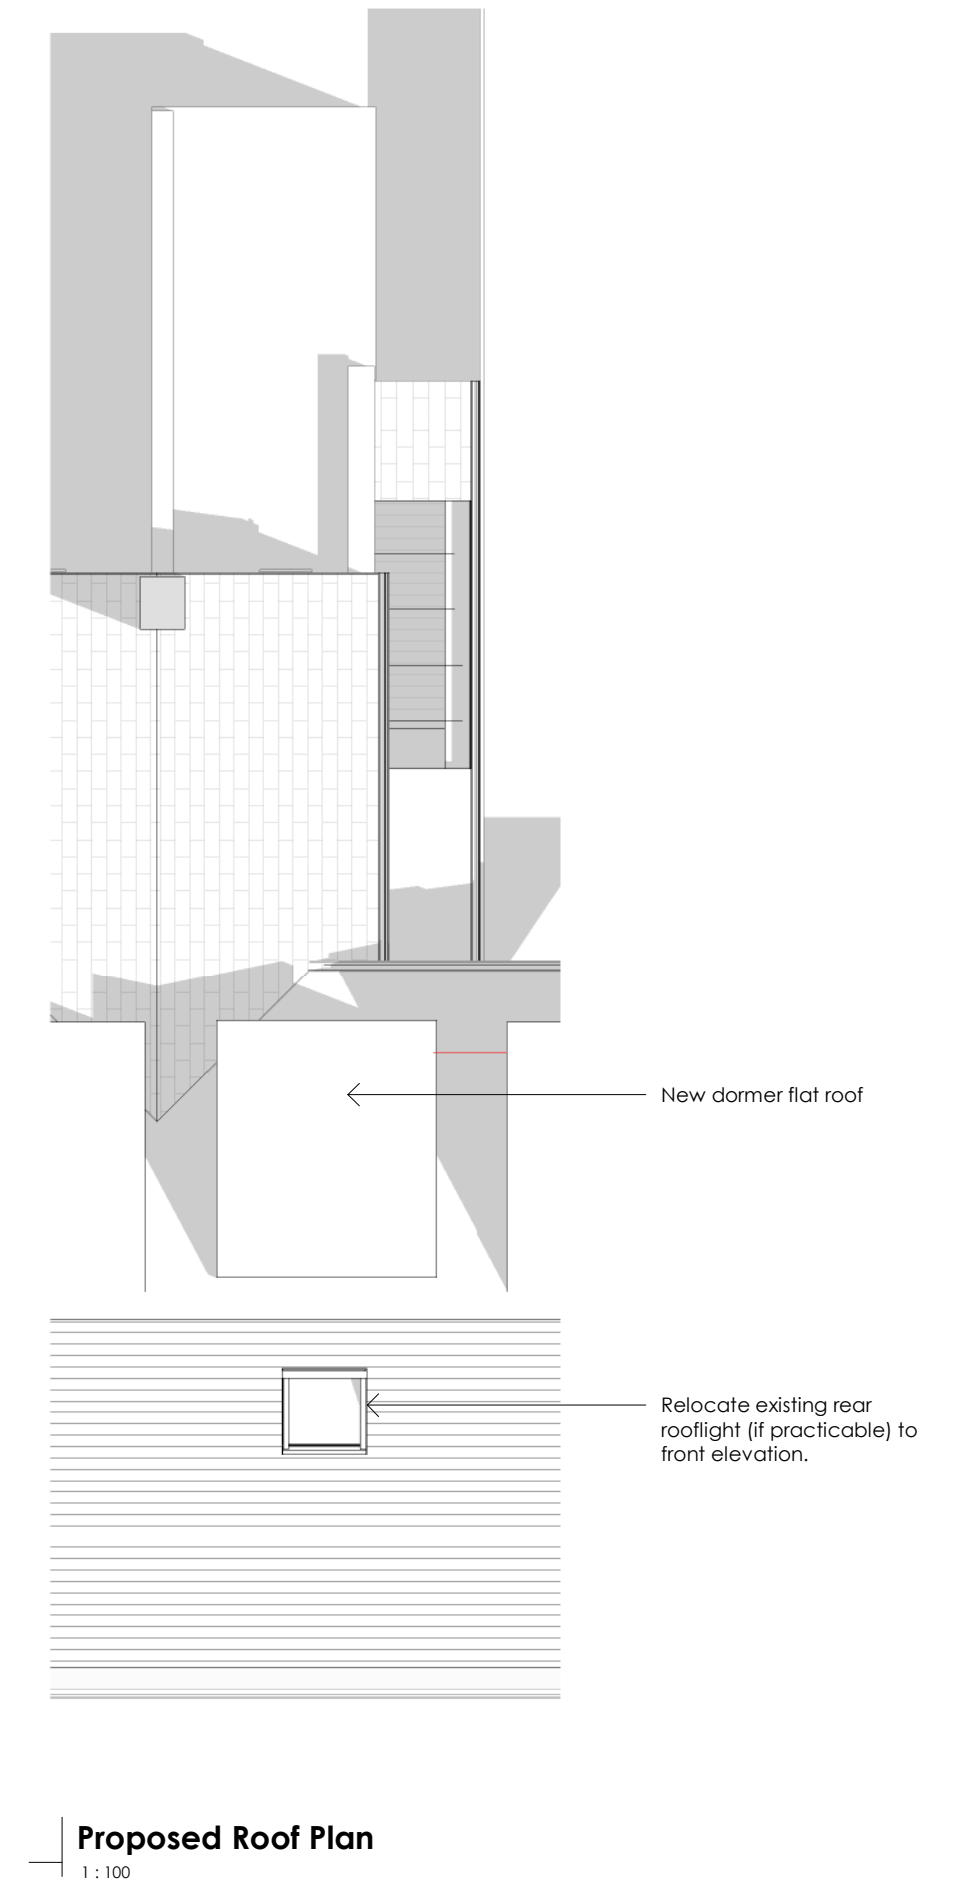 New dormer flat roof
Relocate existing rear
rooflight (if practicable) to
front elevation.
Proposed Roof Plan
1 : 100